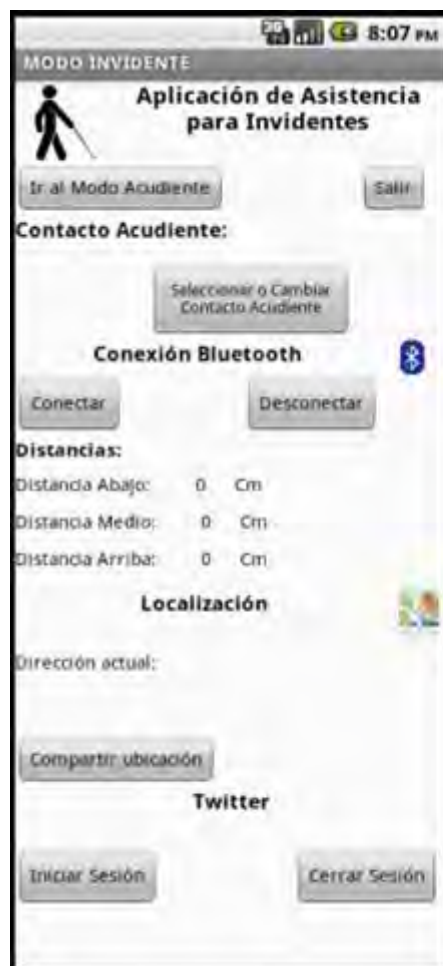 8:07 PM
MODO INVIDENTE
Aplicación de Asistencia
para Invidentes
Ir al Modo Acudiente
Salir
Contacto Acudiente:
Seleccionar o Cambiar
Contacto Acudiente
Conexión Bluetooth
Conectar
Desconectar
Distancias:
Distancia Abajo: 0 Cm
Distancia Medio: 0 Cm
Distancia Arriba: 0 Cm
Localización
Dirección actual:
Compartir ubicación
Twitter
Iniciar Sesión
Cerrar Sesión